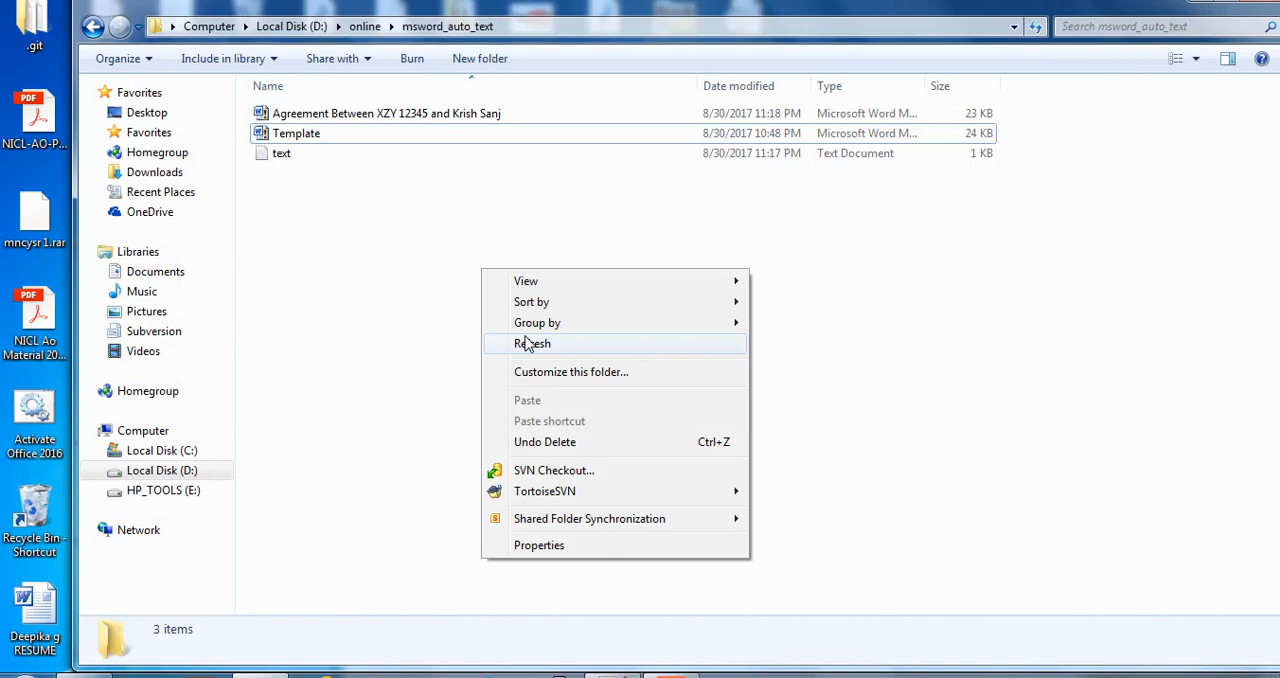 .git
NICL-AO-P...
mncysr1.rar
NICL Ao
Material 20...
Activate
Office 2016
Recycle Bin -
Shortcut
Deepika g
RESUME
Computer
Local Disk (D:)
online
msword_auto_text
Search msword_auto_text
Organize
Include in library
Share with
Burn
New folder
Favorites
Desktop
Favorites
Homegroup
Downloads
Recent Places
OneDrive
Libraries
Documents
Music
Pictures
Subversion
Videos
Homegroup
Computer
Local Disk (C:)
Local Disk (D:)
HP_TOOLS (E:)
Network
Name Date modified Type Size
Agreement Between XZY 12345 and Krish Sanj 8/30/2017 11:18 PM Microsoft Word M... 23 KB
Template 8/30/2017 10:48 PM Microsoft Word M... 24 KB
text 8/30/2017 11:17 PM Text Document 1 KB
View
Sort by
Group by
Refresh
Customize this folder...
Paste
Paste shortcut
Undo Delete Ctrl+Z
SVN Checkout...
TortoiseSVN
Shared Folder Synchronization
Properties
3 items